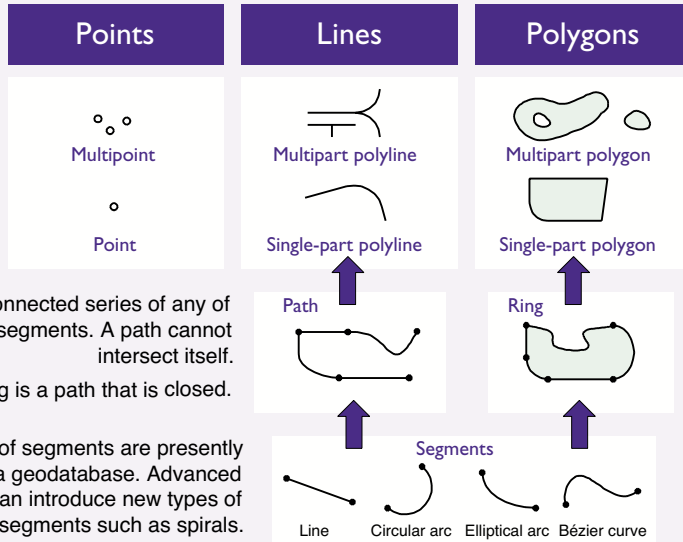 Points
Lines
Polygons
Multipoint
Multipart polyline
Multipart polygon
Point
Single-part polyline
Single-part polygon
onnected series of any of
segments. A path cannot
intersect itself.
g is a path that is closed.
Path
Ring
of segments are presently
a geodatabase. Advanced
an introduce new types of
segments such as spirals.
Segments
Line
Circular arc
Elliptical arc
Bézier curve